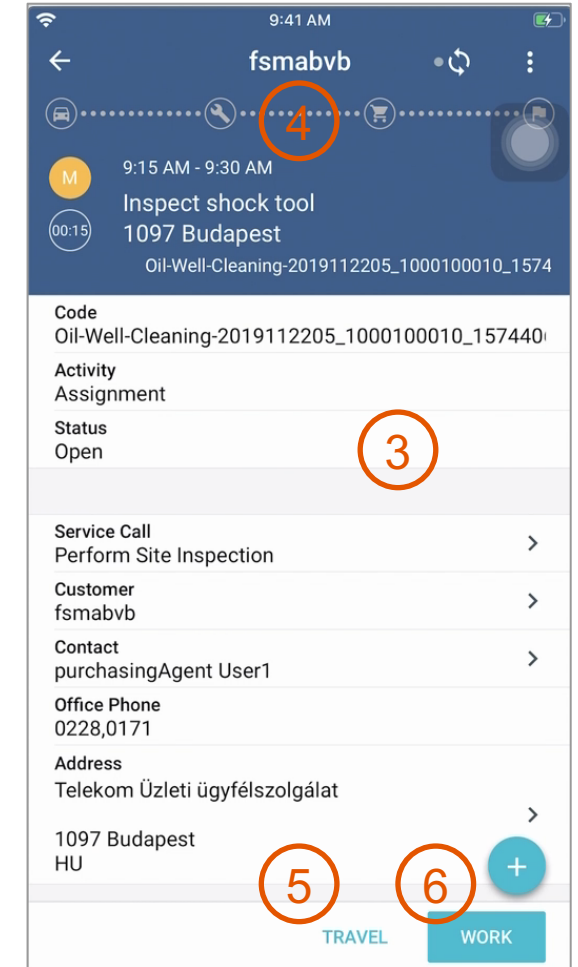 9:41 AM
fsmabvb
4
M
9:15 AM - 9:30 AM
Inspect shock tool
00:15
1097 Budapest
Oil-Well-Cleaning-2019112205_1000100010_1574
Code
Oil-Well-Cleaning-2019112205_1000100010_157440
Activity
Assignment
Status
Open
3
Service Call
Perform Site Inspection
Customer
fsmabvb
Contact
purchasingAgent User1
Office Phone
0228,0171
Address
Telekom Üzleti ügyfélszolgálat
1097 Budapest
HU
+
5
6
TRAVEL
WORK